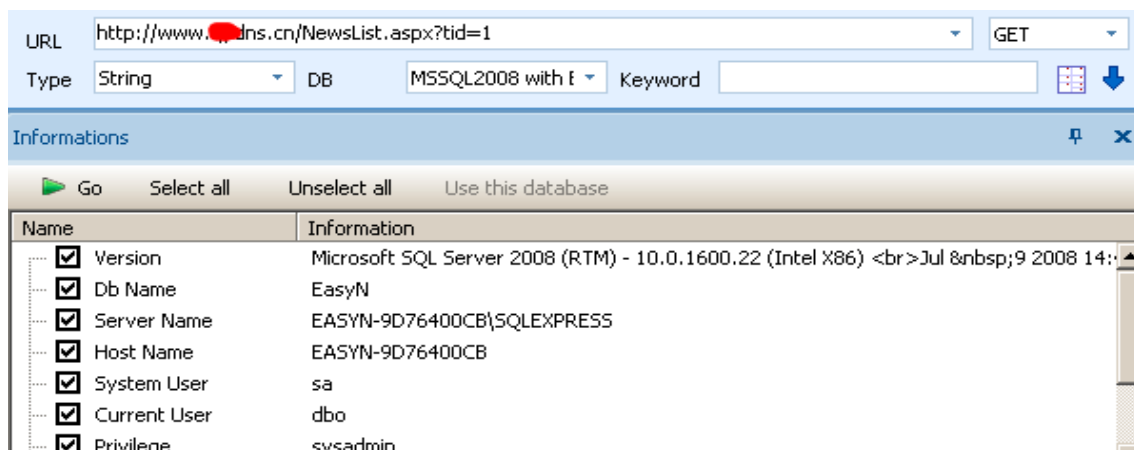 URL http://www. dns.cn/NewsList.aspx?tid=1 GET
Type String DB MSSQL2008 with E Keyword
Informations
Go Select all Unselect all Use this database
Name Information
Version Microsoft SQL Server 2008 (RTM) - 10.0.1600.22 (Intel X86) <br>Jul &nbsp;9 2008 14:
Db Name EasyN
Server Name EASYN-9D76400CB\SQLEXPRESS
Host Name EASYN-9D76400CB
System User sa
Current User dbo
Privilege sysadmin